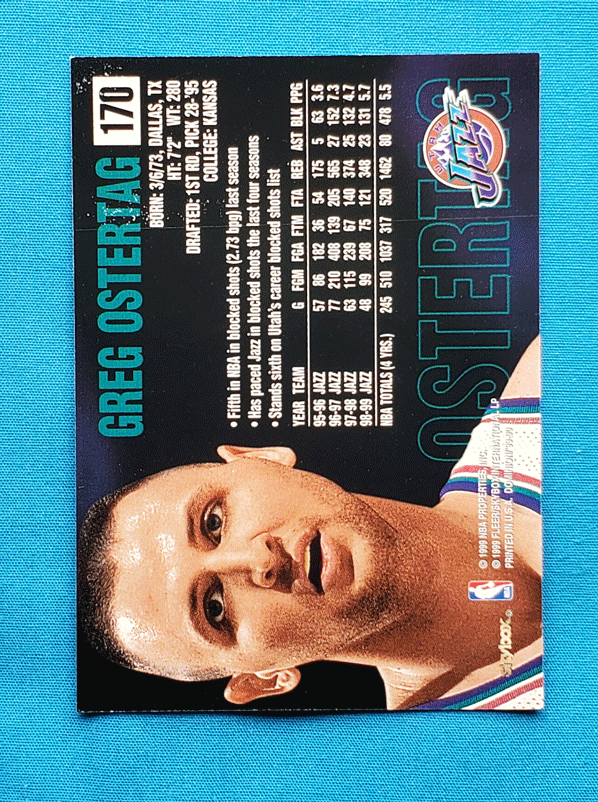 GREG OSTERTAG 170
BORN: 3/6/73, DALLAS, TX
HT: 7'2" WT: 280
DRAFTED: 1ST RD, PICK 28-'95
COLLEGE: KANSAS
• Fifth in NBA in blocked shots (2.73 bpg) last season
• Has paced Jazz in blocked shots the last four seasons
• Stands sixth on Utah's career blocked shots list
YEAR TEAM G FGM FGA FTM FTA REB AST BLK PPG
95-96 JAZZ 57 86 182 36 54 175 5 63 3.6
96-97 JAZZ 77 210 408 139 205 565 27 152 7.3
97-98 JAZZ 63 115 239 67 140 374 25 132 4.7
98-99 JAZZ 48 99 208 75 121 348 23 131 5.7
NBA TOTALS (4 YRS.) 245 510 1037 317 520 1462 80 478 5.5
OSTERTAG
UTAH
JAZZ
© 1999 NBA PROPERTIES, INC.
© 1999 FLEER/SKYBOX INTERNATIONAL LP
PRINTED IN U.S.A. DOMINION'99-00
NBA
skybox®